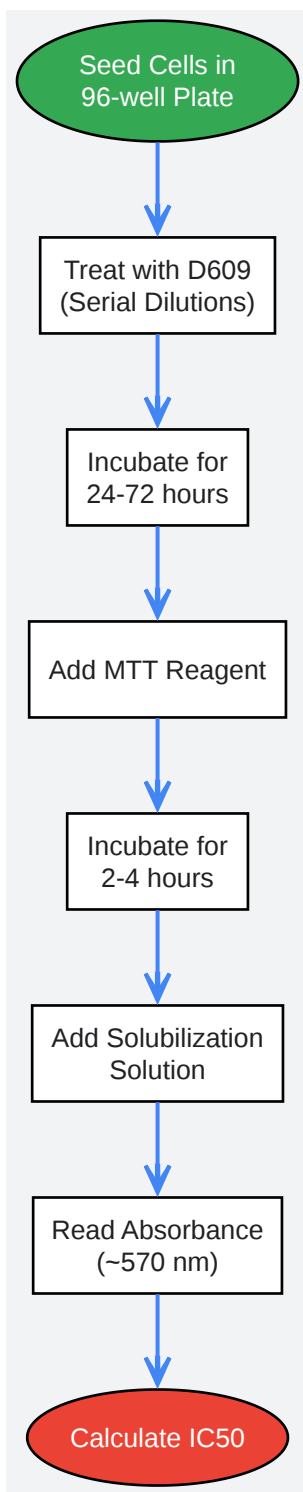 Seed Cells in
96-well Plate
Treat with D609
(Serial Dilutions)
Incubate for
24-72 hours
Add MTT Reagent
Incubate for
2-4 hours
Add Solubilization
Solution
Read Absorbance
(~570 nm)
Calculate IC50